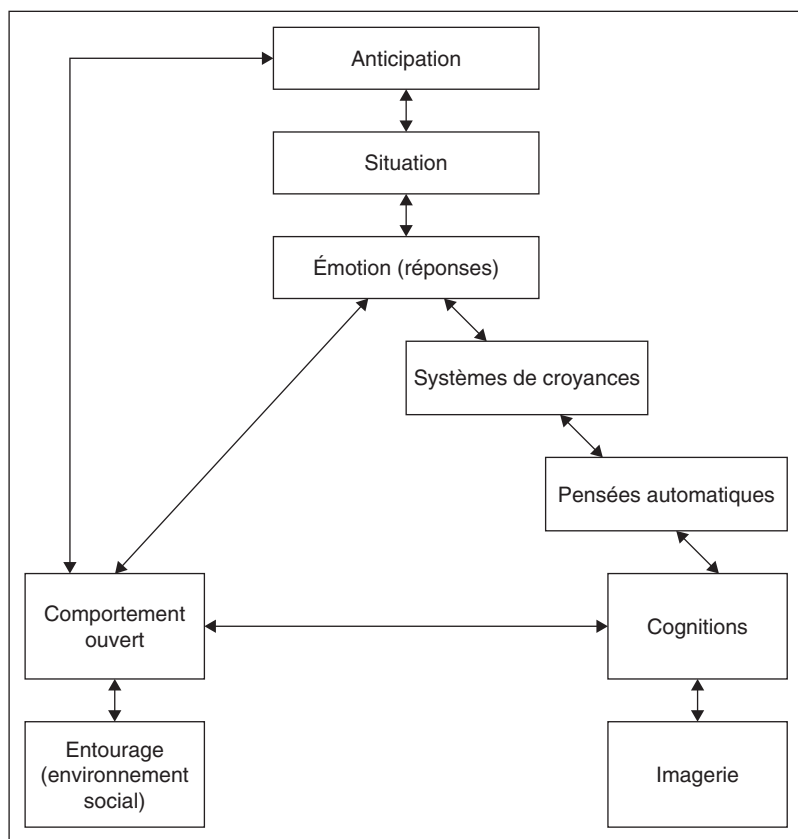 Anticipation
Situation
Émotion (réponses)
Systèmes de croyances
Pensées automatiques
Comportement
ouvert
Cognitions
Entourage
(environnement
social)
Imagerie